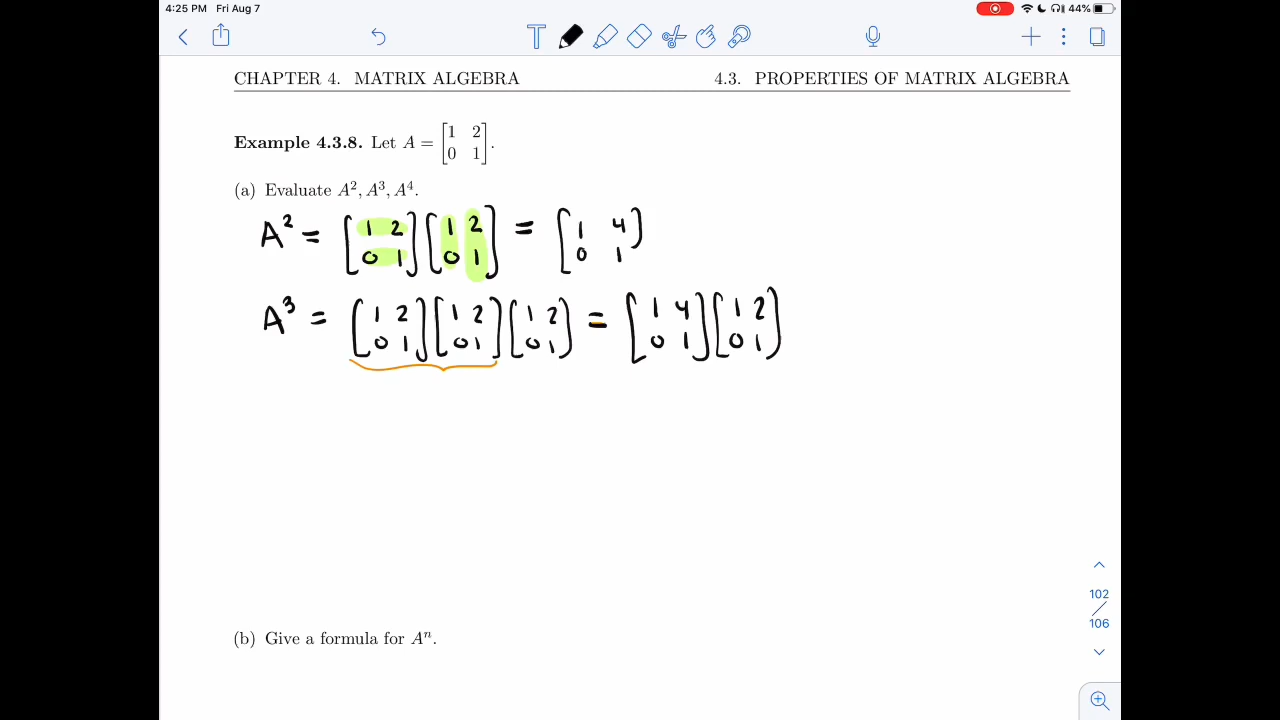 4:25 PM Fri Aug 7 44%
CHAPTER 4. MATRIX ALGEBRA 4.3. PROPERTIES OF MATRIX ALGEBRA
Example 4.3.8. Let A = [1 2; 0 1].
(a) Evaluate A², A³, A⁴.
A² = [1 2; 0 1][1 2; 0 1] = [1 4; 0 1]
A³ = [1 2; 0 1][1 2; 0 1][1 2; 0 1] = [1 4; 0 1][1 2; 0 1]
102
106
(b) Give a formula for Aⁿ.